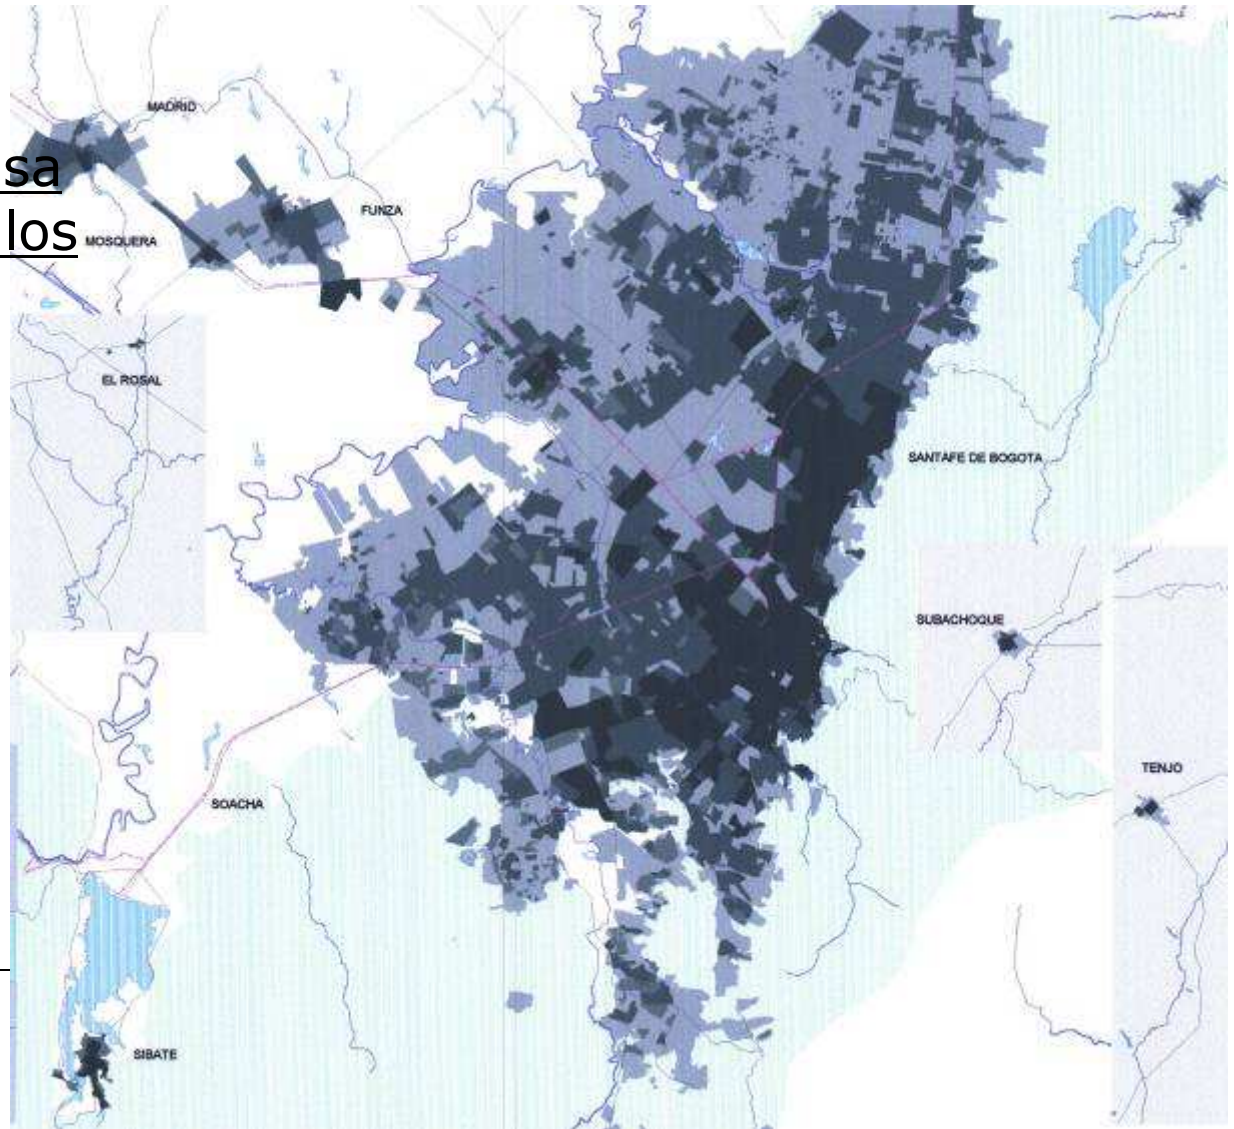 MADRID
sa
FUNZA
los
MOSQUERA
EL ROSAL
SANTAFE DE BOGOTA
SUBACHOQUE
TENJO
SOACHA
SIBATE